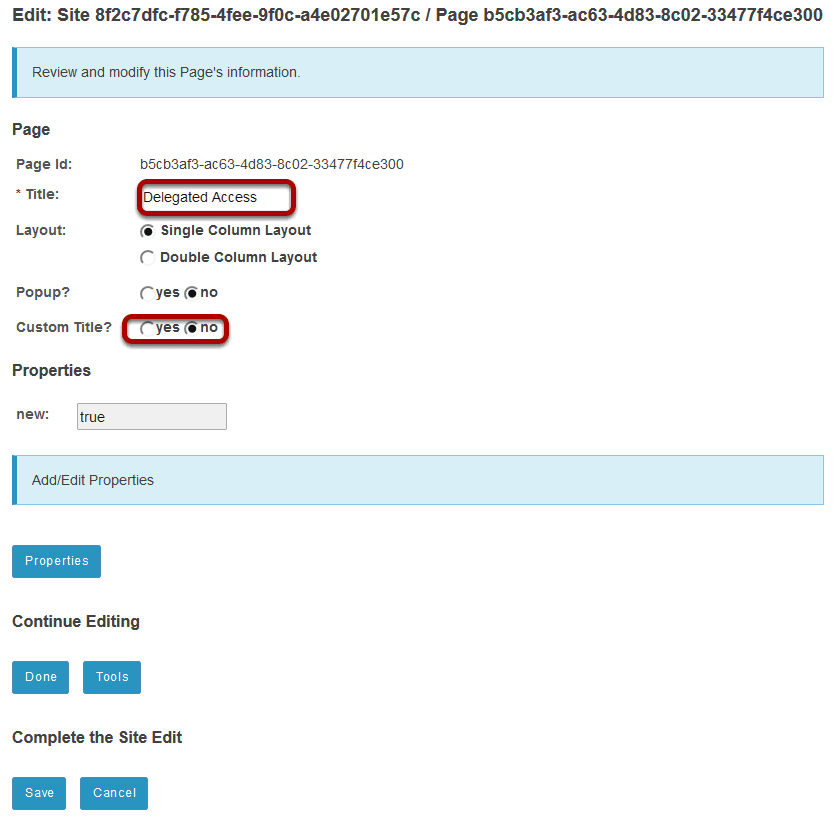 Edit: Site 8f2c7dfc-f785-4fee-9f0c-a4e02701e57c / Page b5cb3af3-ac63-4d83-8c02-33477f4ce300
Review and modify this Page's information.
Page
Page Id: b5cb3af3-ac63-4d83-8c02-33477f4ce300
* Title: Delegated Access
Layout: Single Column Layout
Double Column Layout
Popup? yes no
Custom Title? yes no
Properties
new: true
Add/Edit Properties
Properties
Continue Editing
Done Tools
Complete the Site Edit
Save Cancel